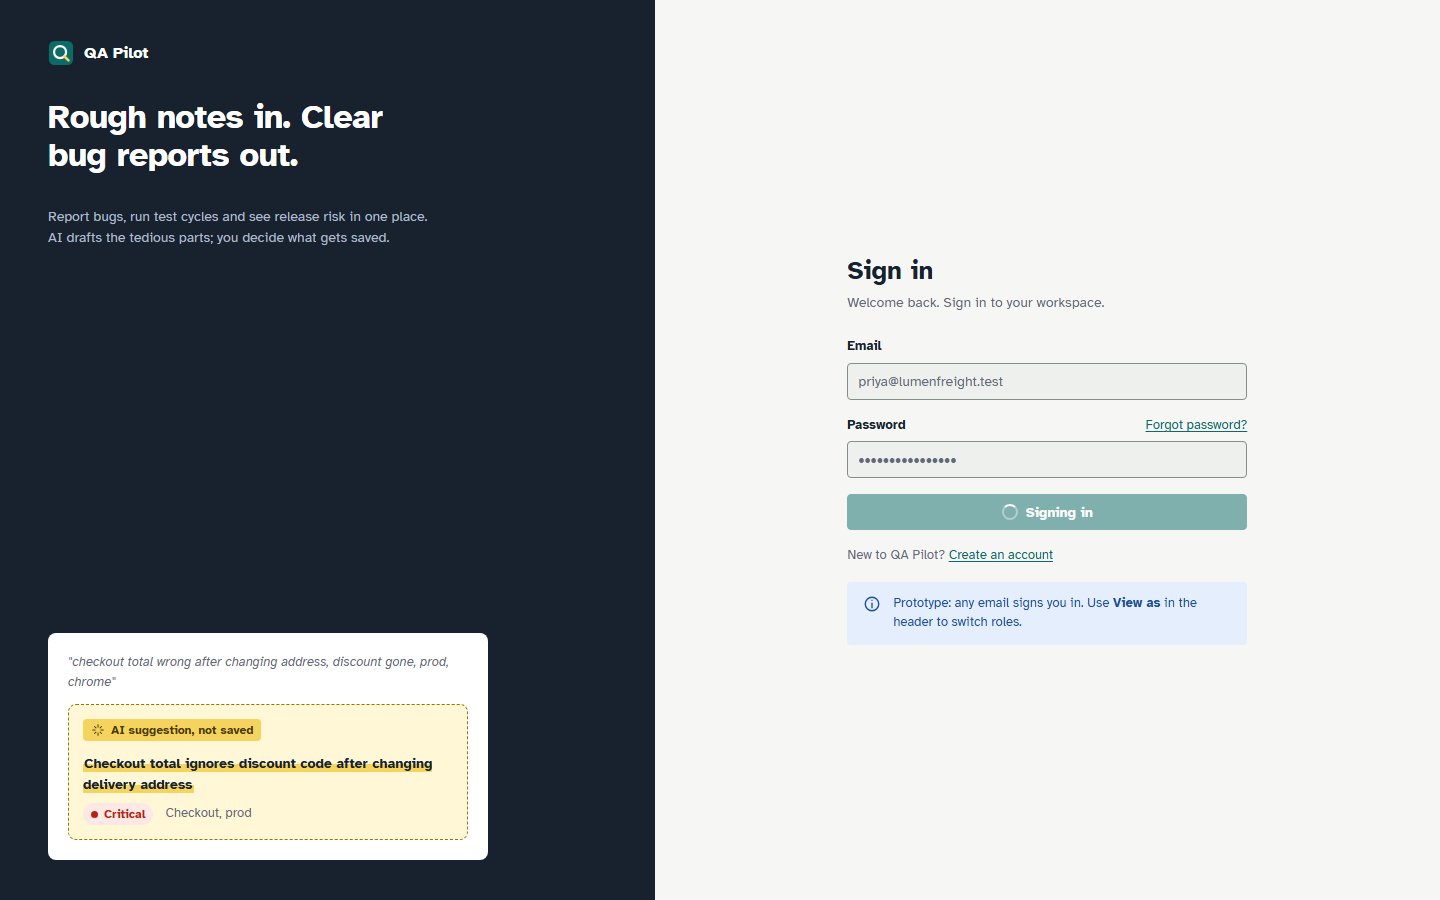 QA Pilot
Rough notes in. Clear
bug reports out.
Report bugs, run test cycles and see release risk in one place.
AI drafts the tedious parts; you decide what gets saved.
"checkout total wrong after changing address, discount gone, prod,
chrome"
AI suggestion, not saved
Checkout total ignores discount code after changing
delivery address
Critical
Checkout, prod
Sign in
Welcome back. Sign in to your workspace.
Email
priya@lumenfreight.test
Password
Forgot password?
••••••••••••••••
Signing in
New to QA Pilot? Create an account
Prototype: any email signs you in. Use View as in the
header to switch roles.